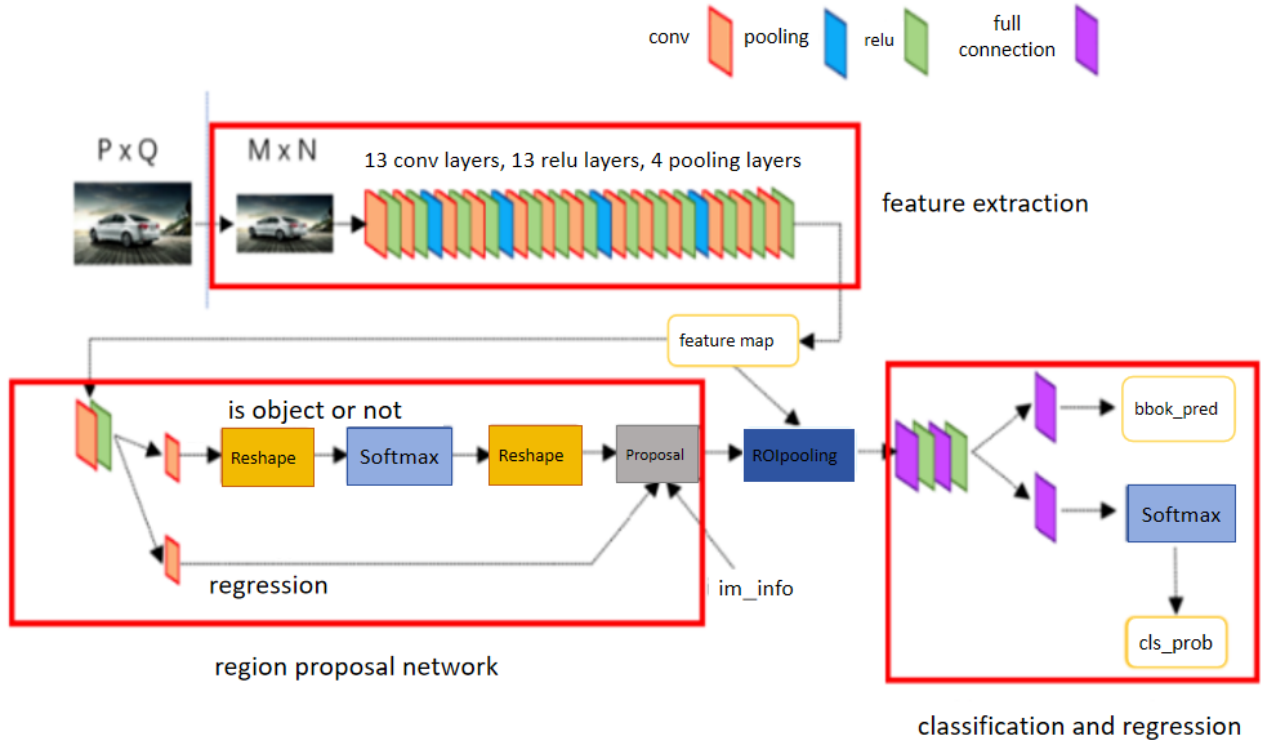 conv
pooling
relu
full
connection
P x Q
M x N
13 conv layers, 13 relu layers, 4 pooling layers
feature extraction
feature map
is object or not
Reshape
Softmax
Reshape
Proposal
ROIpooling
bbok_pred
Softmax
regression
im_info
cls_prob
region proposal network
classification and regression